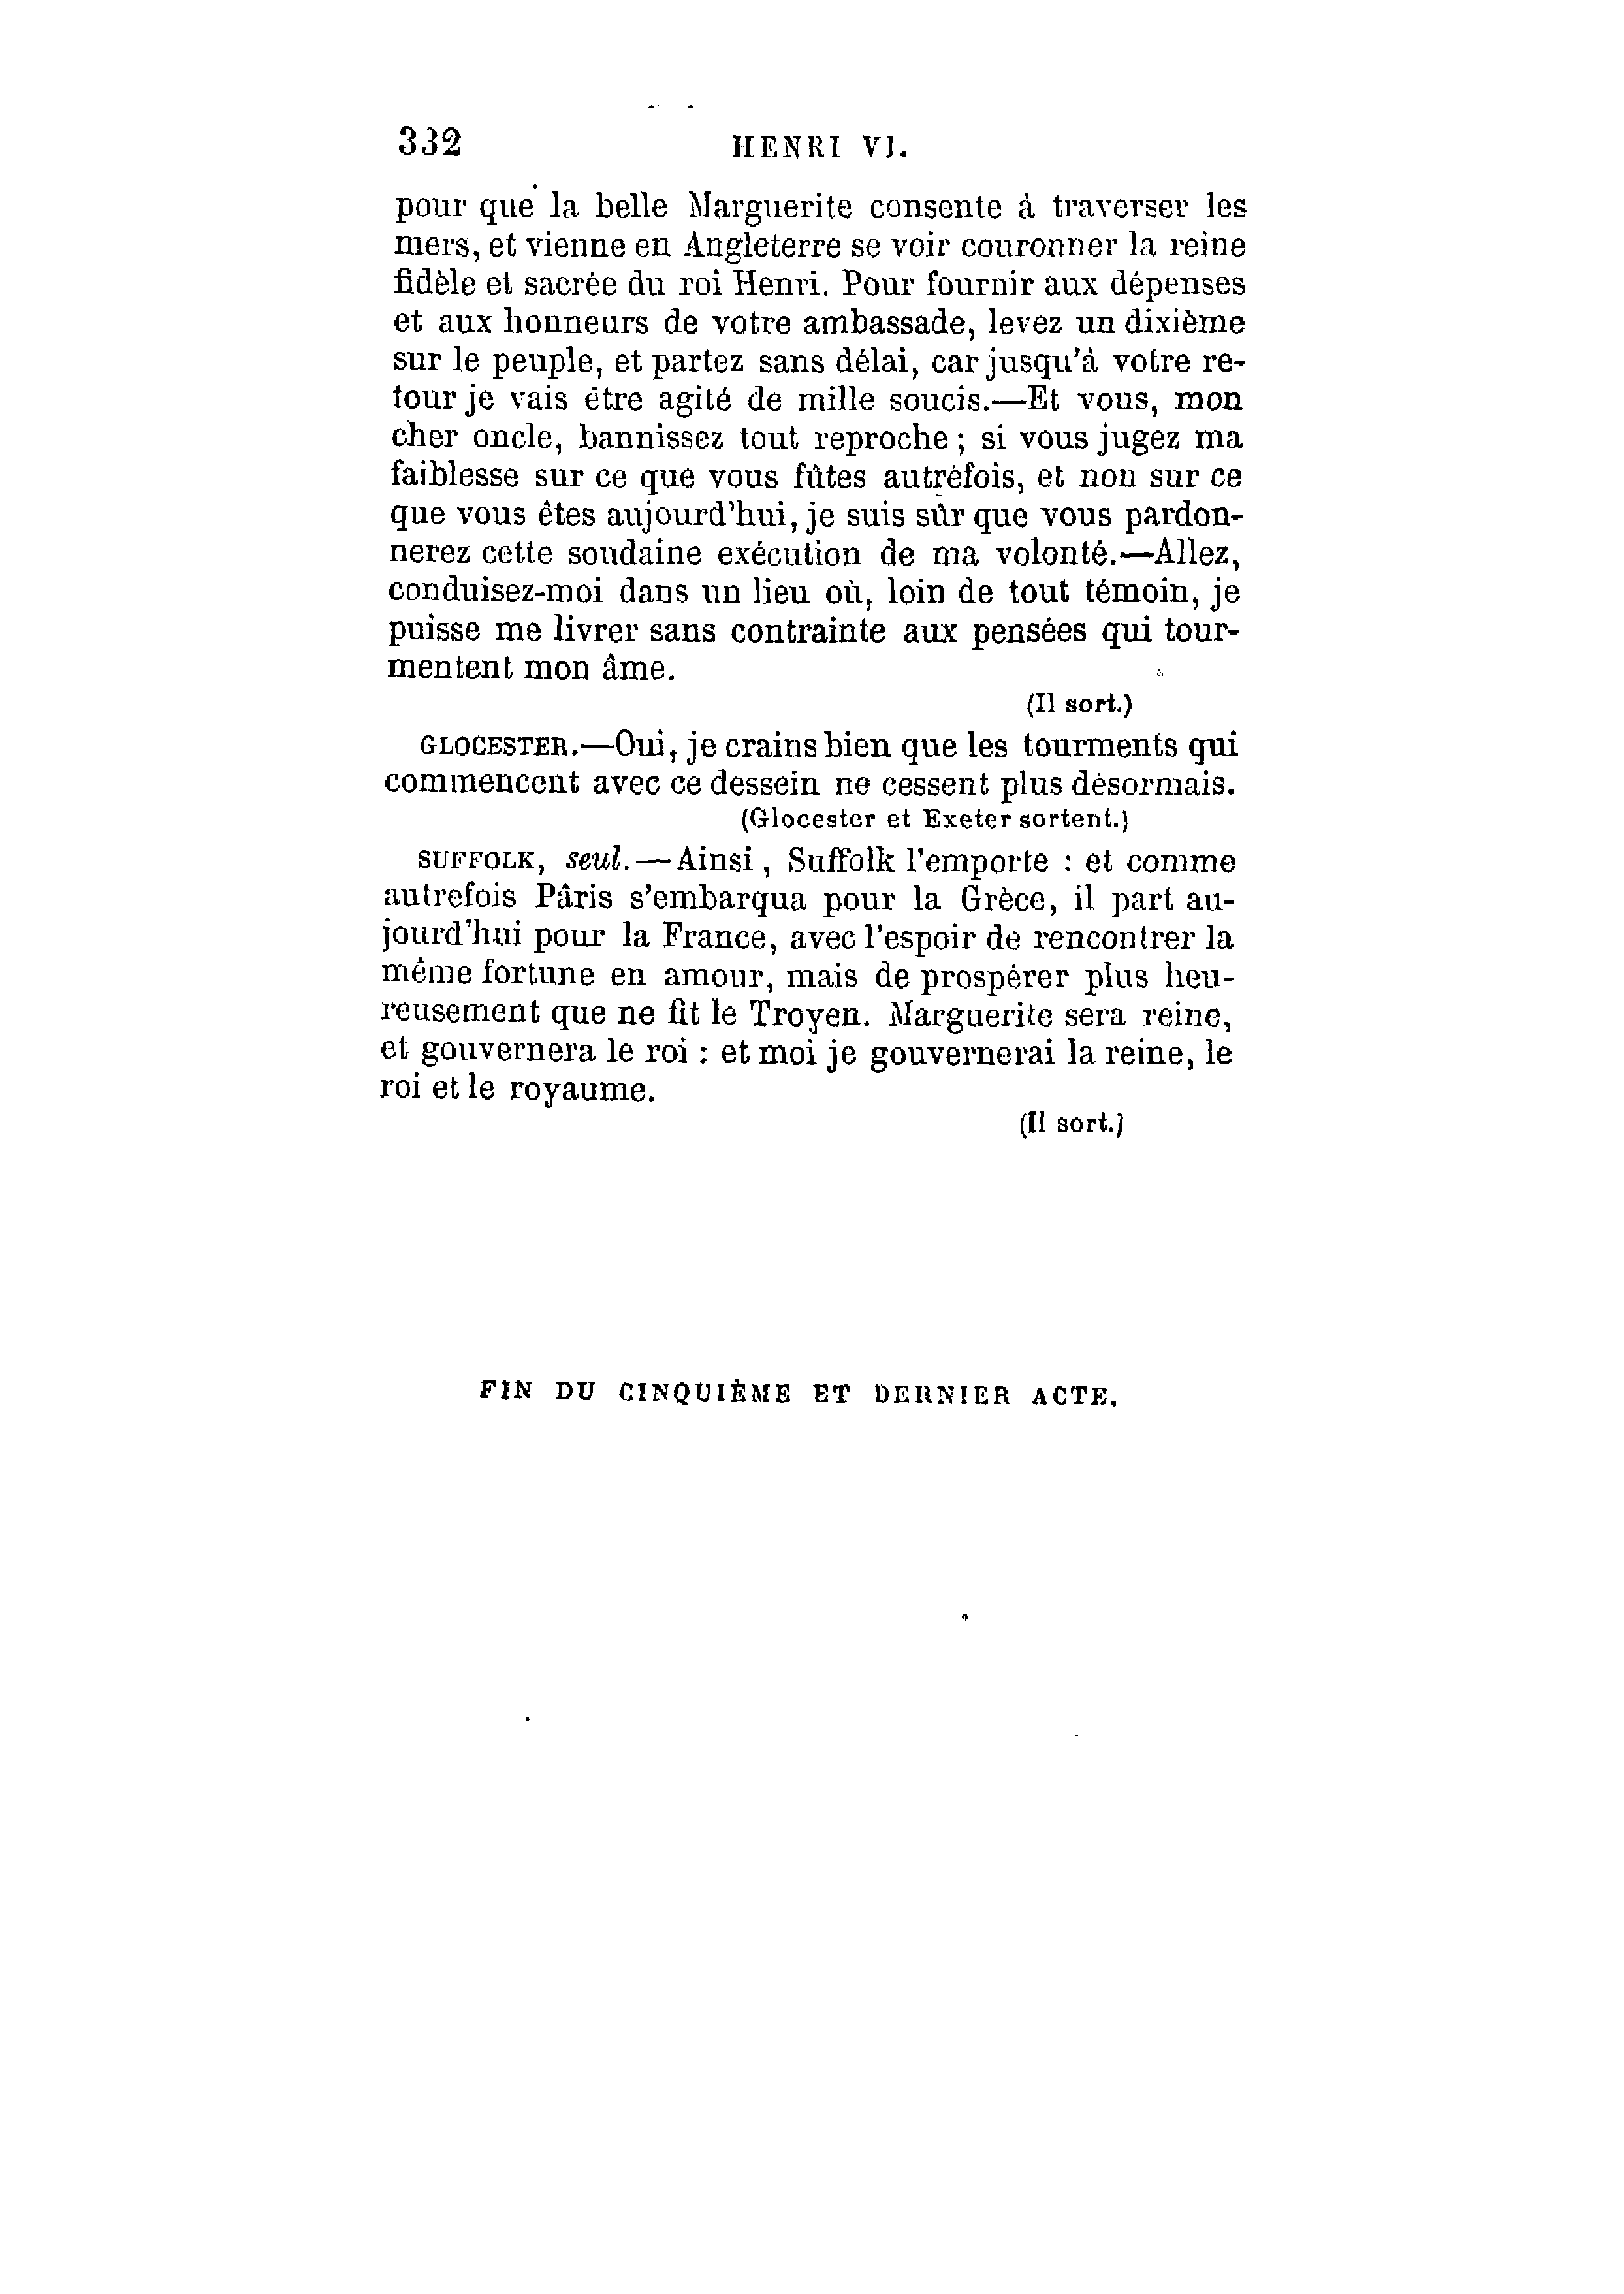 332 HENRI VI.
pour que la belle Marguerite consente à traverser les
mers, et vienne en Angleterre se voir couronner la reine
fidèle et sacrée du roi Henri. Pour fournir aux dépenses
et aux honneurs de votre ambassade, levez un dixième
sur le peuple, et partez sans délai, car jusqu'à votre re-
tour je vais être agité de mille soucis.—Et vous, mon
cher oncle, bannissez tout reproche ; si vous jugez ma
faiblesse sur ce que vous fûtes autrefois, et non sur ce
que vous êtes aujourd'hui, je suis sûr que vous pardon-
nerez cette soudaine exécution de ma volonté.—Allez,
conduisez-moi dans un lieu où, loin de tout témoin, je
puisse me livrer sans contrainte aux pensées qui tour-
mentent mon âme.
(Il sort.)
GLOCESTER.—Oui, je crains bien que les tourments qui
commencent avec ce dessein ne cessent plus désormais.
(Glocester et Exeter sortent.)
SUFFOLK, seul.—Ainsi, Suffolk l'emporte : et comme
autrefois Pâris s'embarqua pour la Grèce, il part au-
jourd'hui pour la France, avec l'espoir de rencontrer la
même fortune en amour, mais de prospérer plus heu-
reusement que ne fit le Troyen. Marguerite sera reine,
et gouvernera le roi : et moi je gouvernerai la reine, le
roi et le royaume.
(Il sort.)
FIN DU CINQUIÈME ET DERNIER ACTE.